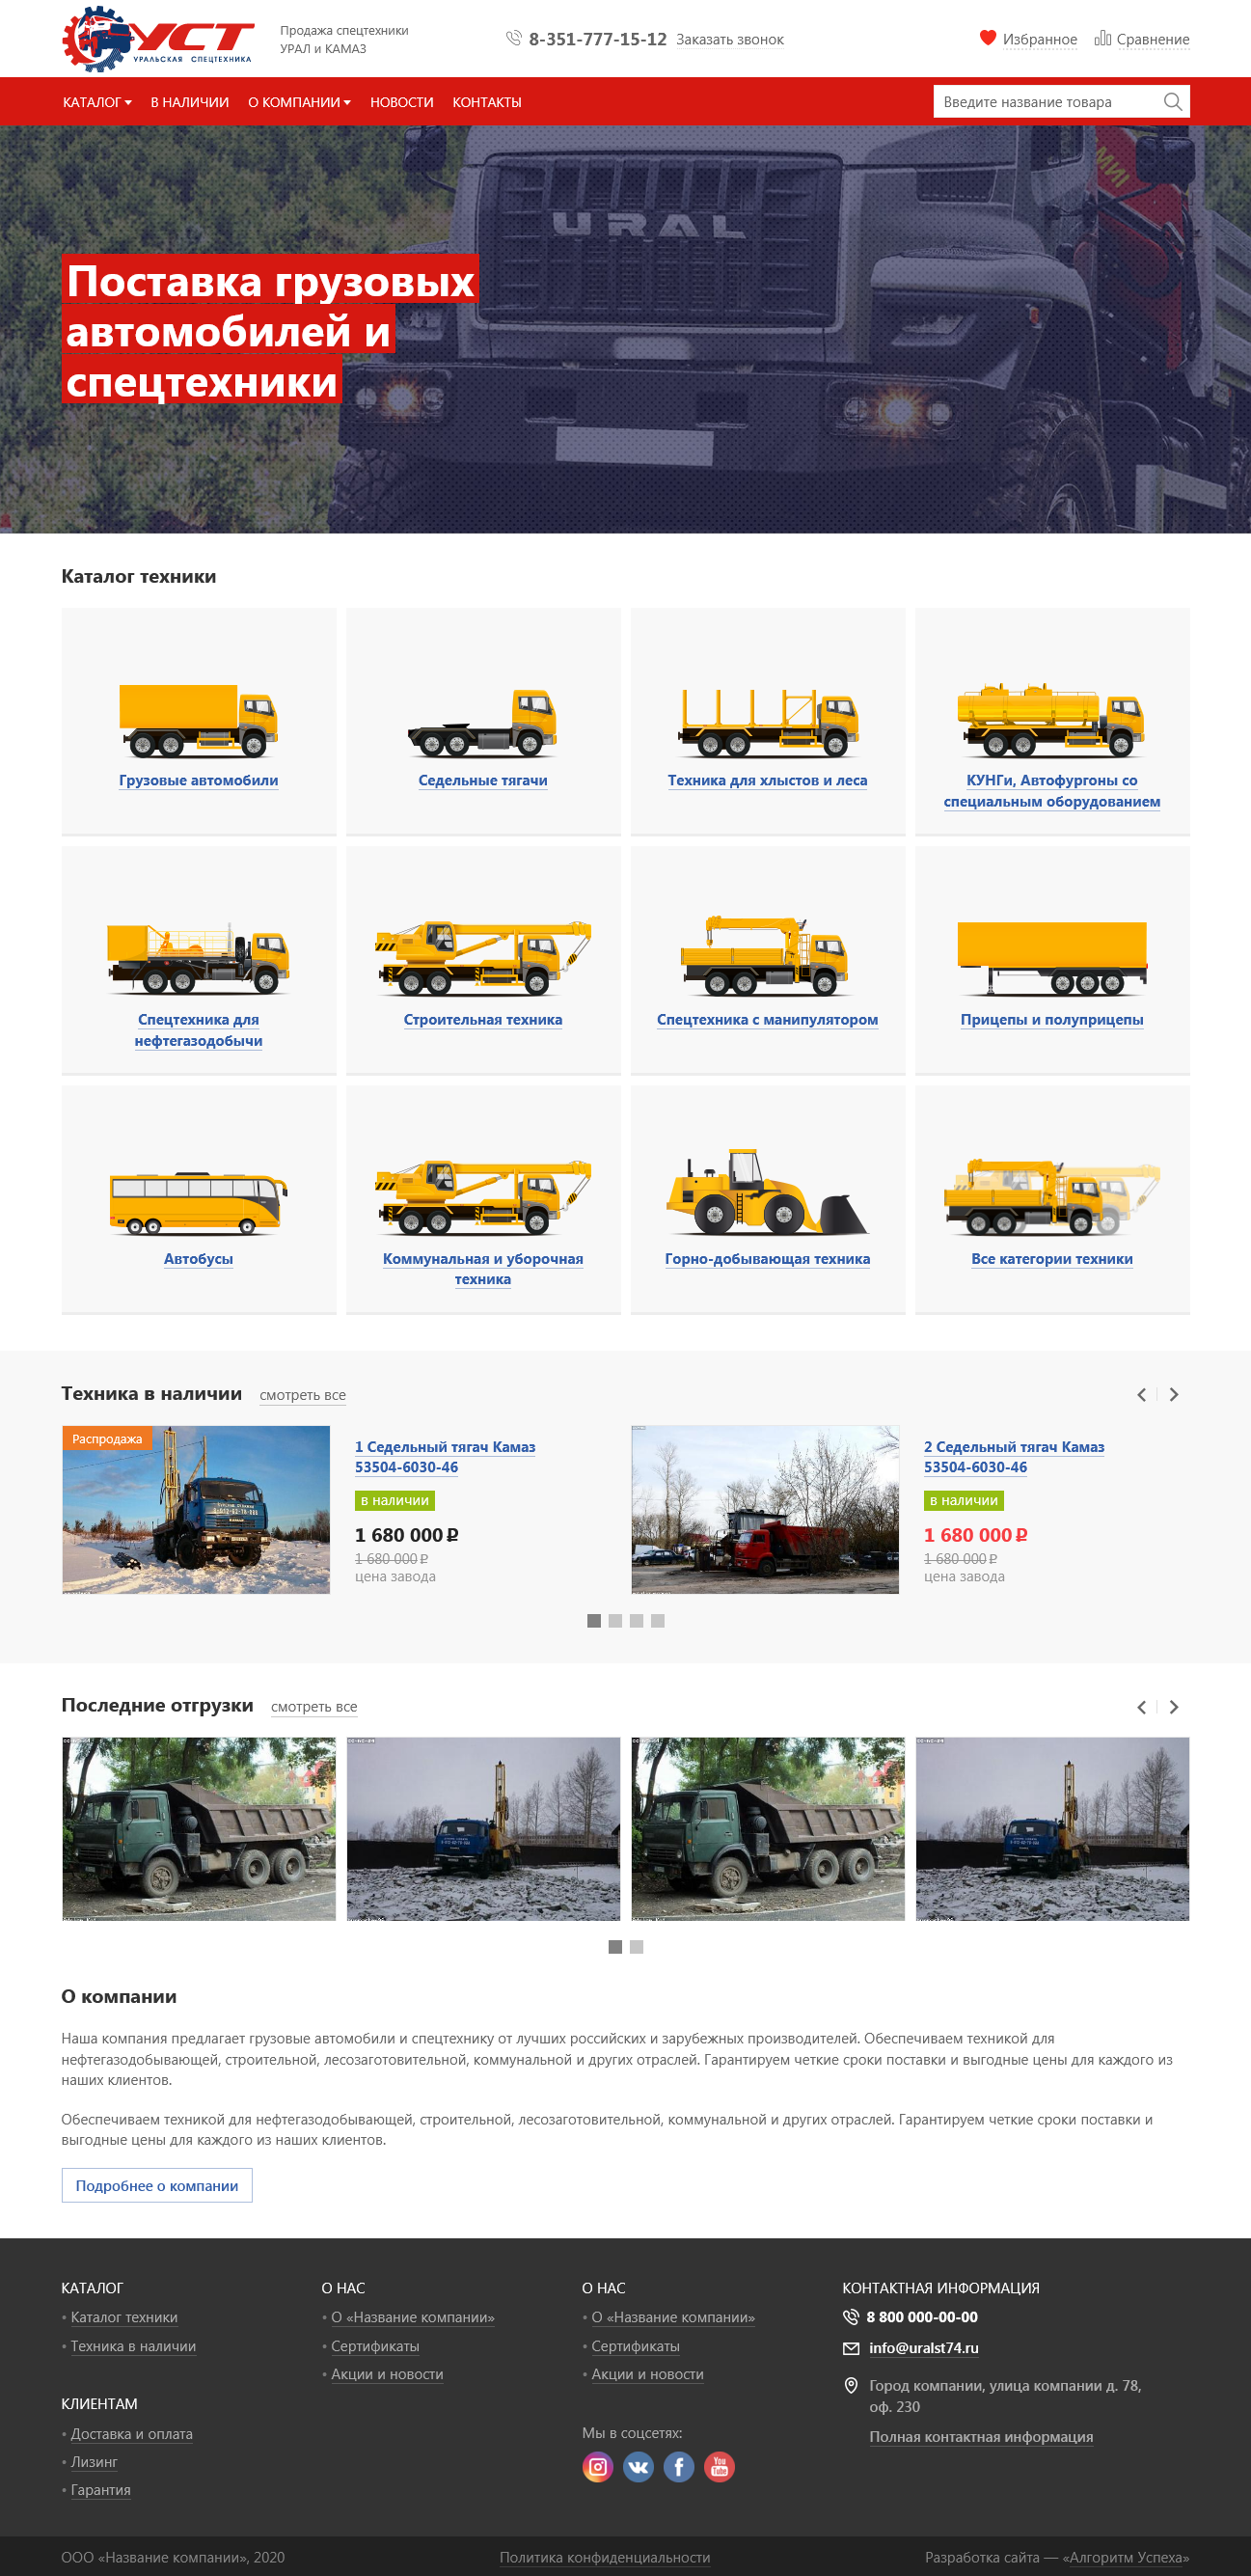 УСТ
УРАЛЬСКАЯ СПЕЦТЕХНИКА
Продажа спецтехники
УРАЛ и КАМАЗ
8-351-777-15-12 Заказать звонок
Избранное Сравнение
КАТАЛОГ В НАЛИЧИИ О КОМПАНИИ НОВОСТИ КОНТАКТЫ
Введите название товара
МИ
URAL
Поставка грузовых
автомобилей и
спецтехники
Каталог техники
Грузовые автомобили
Седельные тягачи
Техника для хлыстов и леса
КУНГи, Автофургоны со
специальным оборудованием
Спецтехника для
нефтегазодобычи
Строительная техника
Спецтехника с манипулятором
Прицепы и полуприцепы
Автобусы
Коммунальная и уборочная
техника
Горно-добывающая техника
Все категории техники
Техника в наличии смотреть все
Распродажа
1 Седельный тягач Камаз
53504-6030-46
в наличии
1 680 000 ₽
1 680 000 ₽
цена завода
2 Седельный тягач Камаз
53504-6030-46
в наличии
1 680 000 ₽
1 680 000 ₽
цена завода
Последние отгрузки смотреть все
О компании
Наша компания предлагает грузовые автомобили и спецтехнику от лучших российских и зарубежных производителей. Обеспечиваем техникой для
нефтегазодобывающей, строительной, лесозаготовительной, коммунальной и других отраслей. Гарантируем четкие сроки поставки и выгодные цены для каждого из
наших клиентов.
Обеспечиваем техникой для нефтегазодобывающей, строительной, лесозаготовительной, коммунальной и других отраслей. Гарантируем четкие сроки поставки и
выгодные цены для каждого из наших клиентов.
Подробнее о компании
КАТАЛОГ
• Каталог техники
• Техника в наличии
КЛИЕНТАМ
• Доставка и оплата
• Лизинг
• Гарантия
О НАС
• О «Название компании»
• Сертификаты
• Акции и новости
О НАС
• О «Название компании»
• Сертификаты
• Акции и новости
Мы в соцсетях:
You
Tube
КОНТАКТНАЯ ИНФОРМАЦИЯ
8 800 000-00-00
info@uralst74.ru
Город компании, улица компании д. 78,
оф. 230
Полная контактная информация
ООО «Название компании», 2020
Политика конфиденциальности
Разработка сайта — «Алгоритм Успеха»